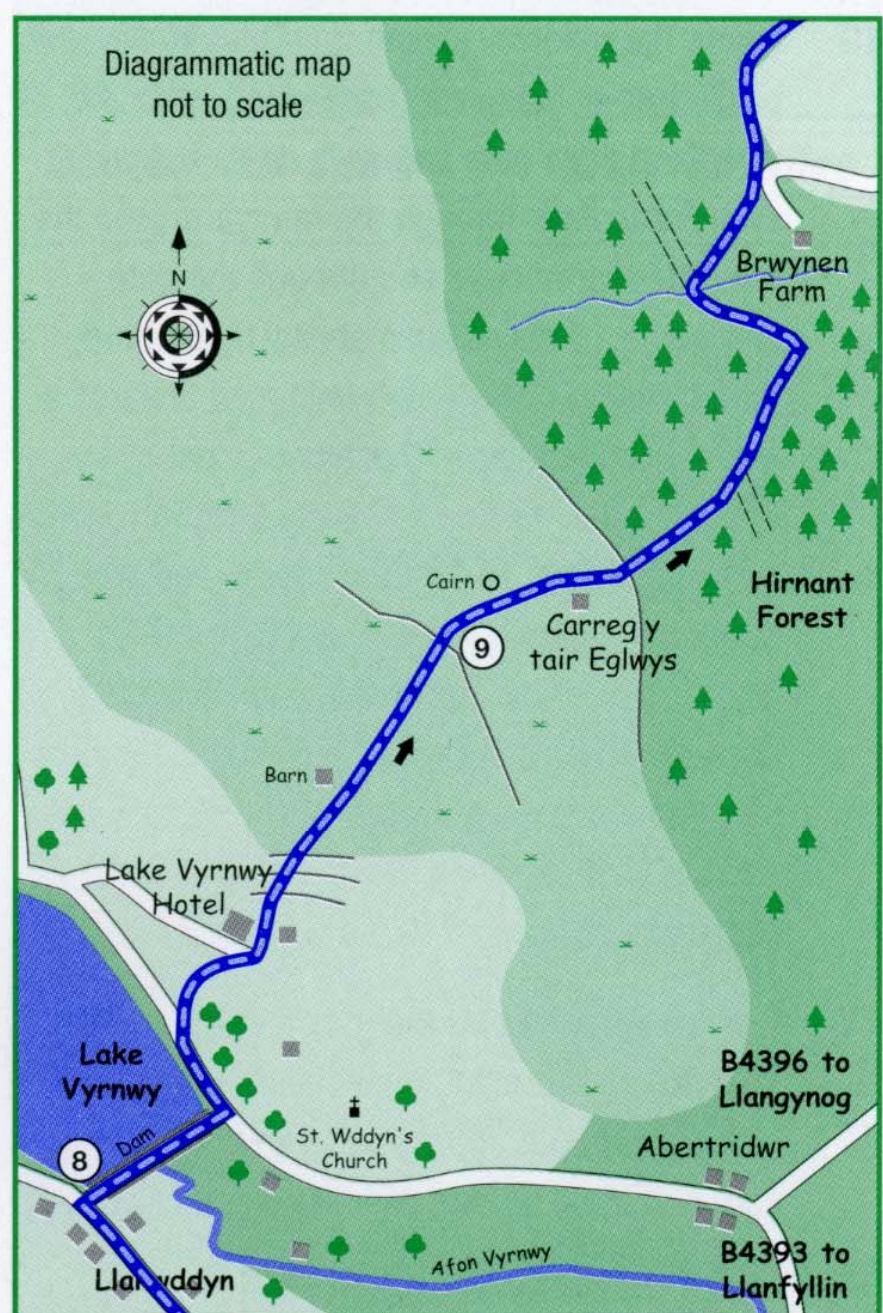 Diagrammatic map
not to scale
N
Brwynen
Farm
Cairn
Hirnant
Forest
Carreg y
tair Eglwys
9
Barn
Lake Vyrnwy
Hotel
Lake
Vyrnwy
B4396 to
Llangynog
Dam
St. Wddyn's
Church
Abertridwr
8
B4393 to
Llanfyllin
Afon Vyrnwy
Llanwddyn